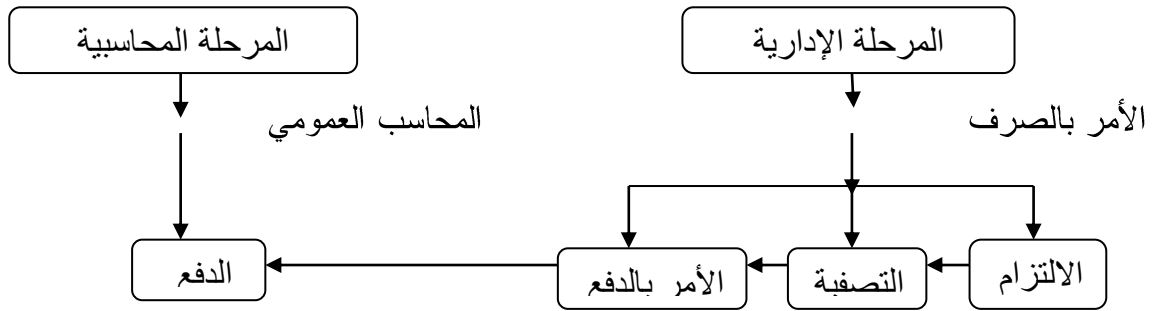 المرحلة الإدارية
المرحلة المحاسبية
الأمر بالصرف
المحاسب العمومي
الالتزام
التصفية
الأمر بالدفع
الدفع